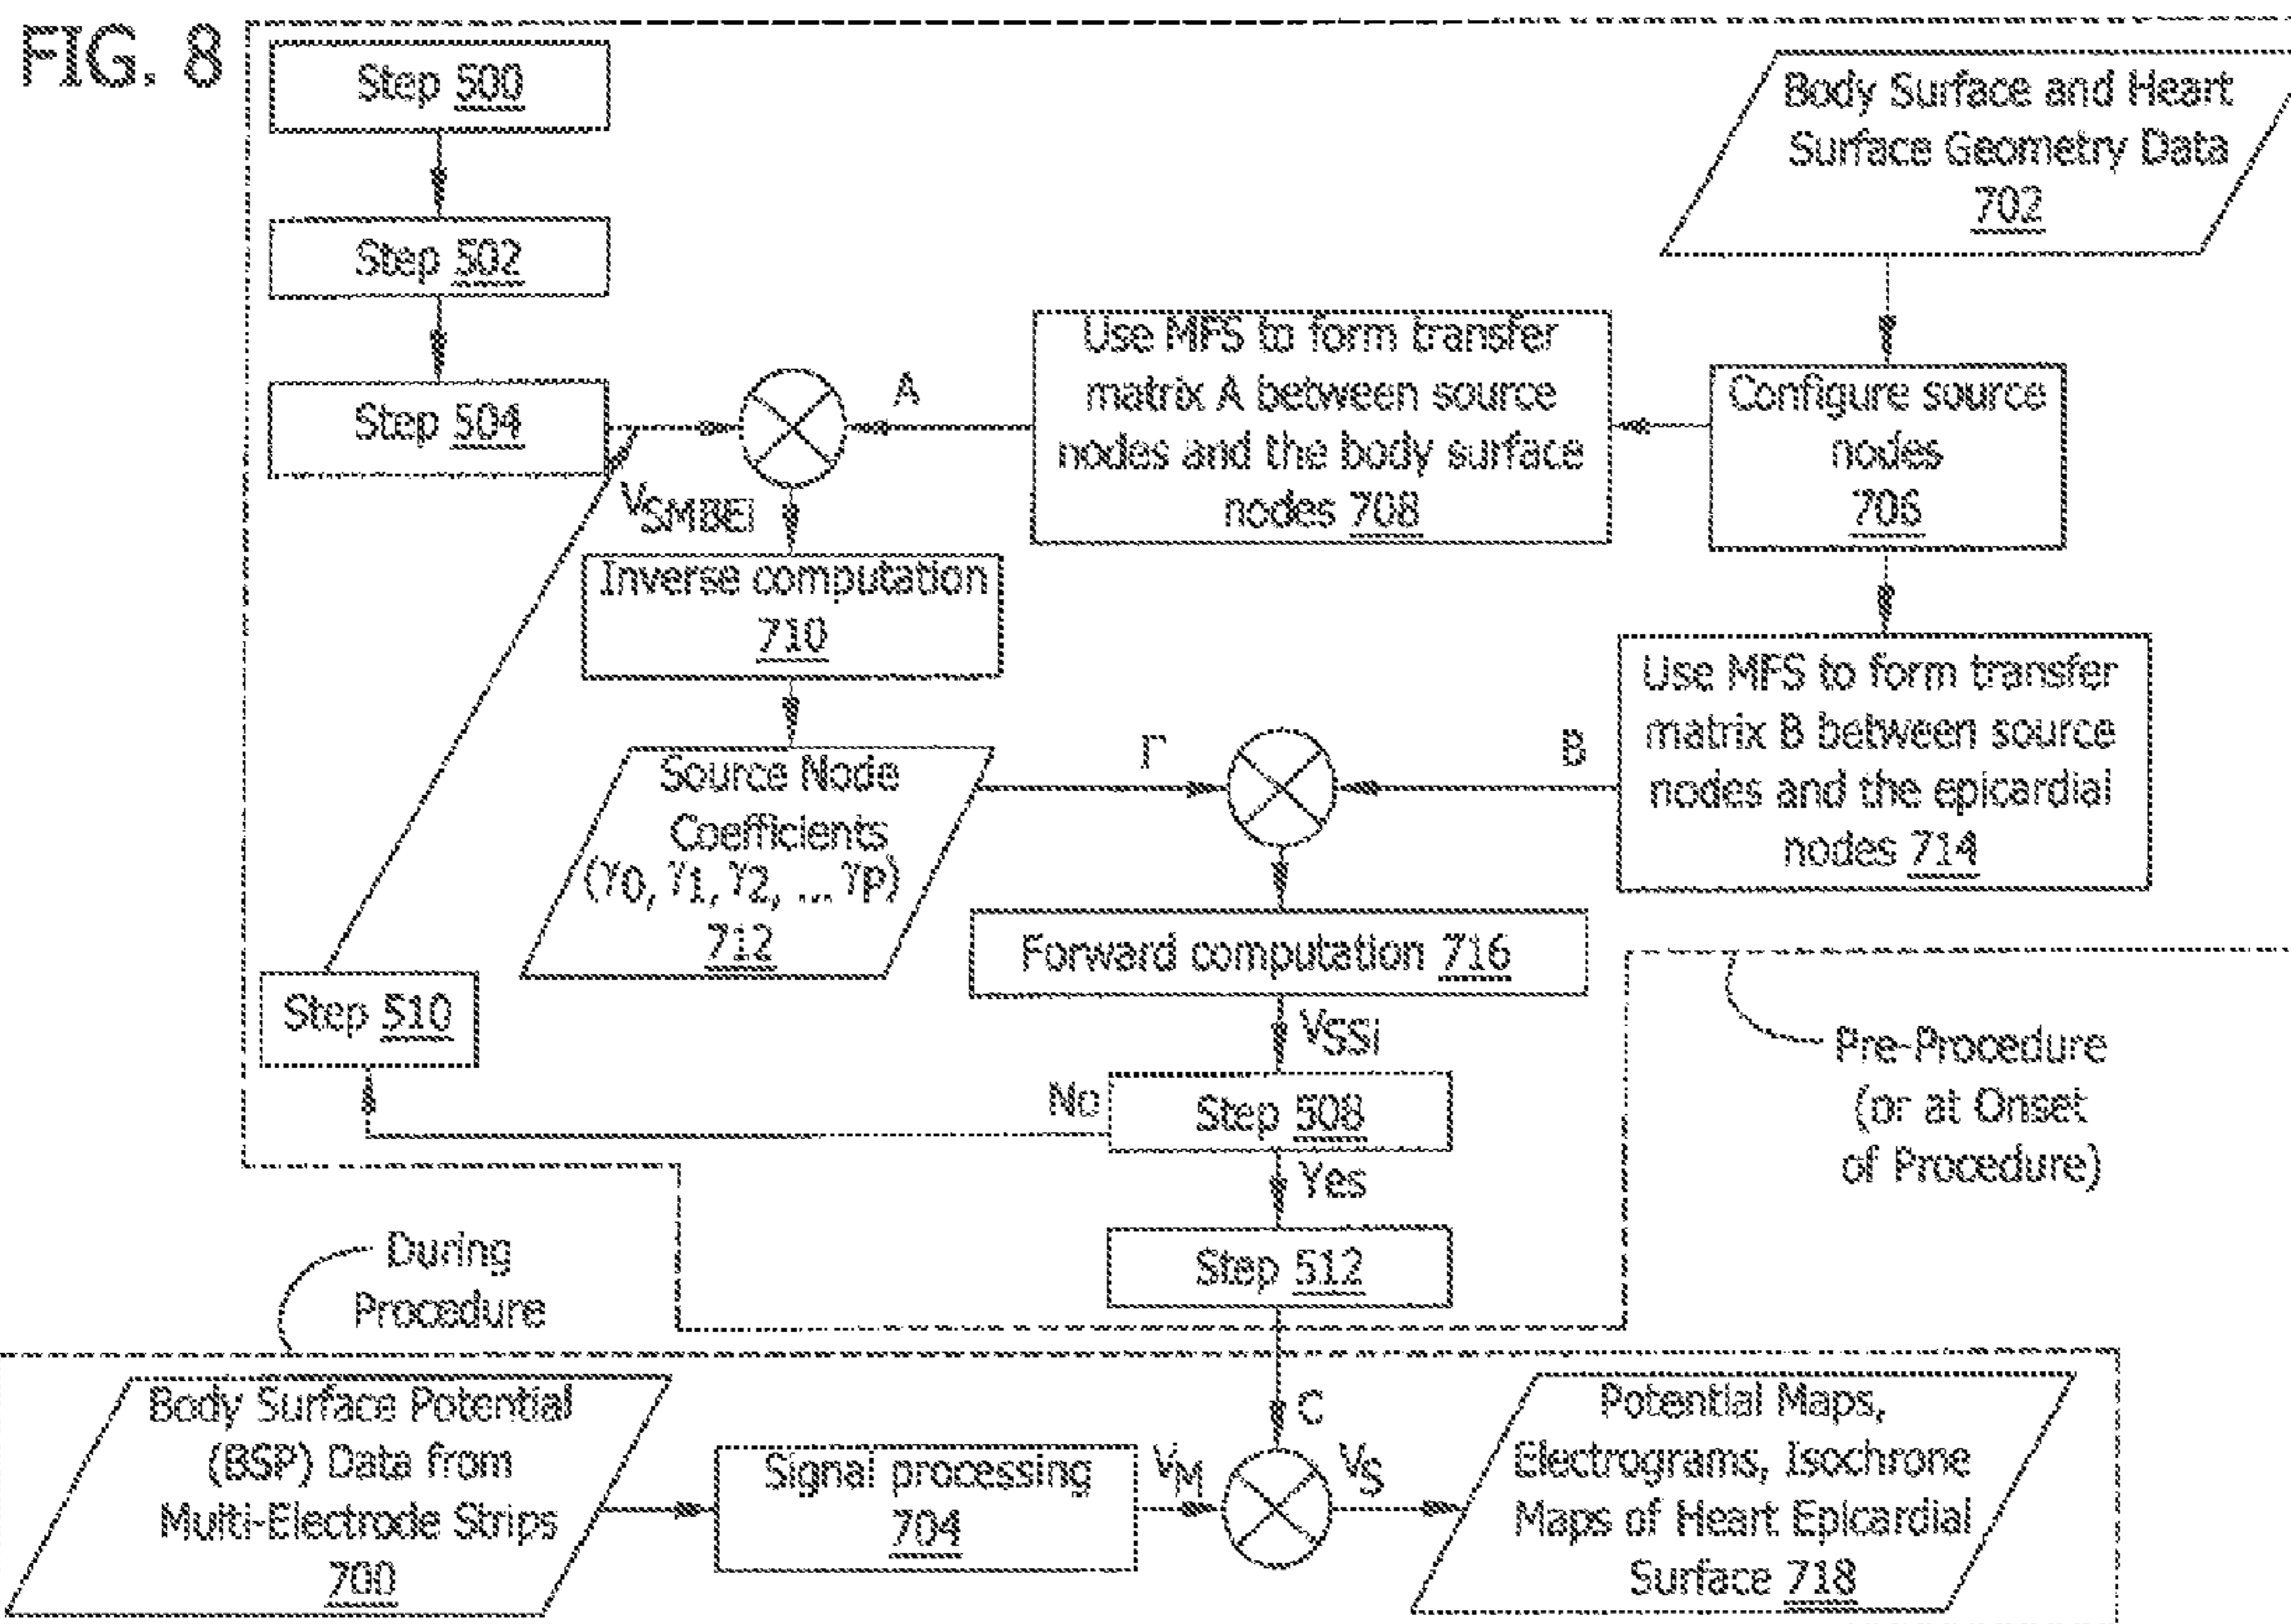 FIG. 8
Step 500
Step 502
Step 504
Body Surface and Heart
Surface Geometry Data
702
Configure source
nodes
706
Use MFS to form transfer
matrix A between source
nodes and the body surface
nodes 708
A
VSMBEi
Inverse computation
710
Source Node
Coefficients
(γ0, γ1, γ2, ... γP)
712
Γ
B
Use MFS to form transfer
matrix B between source
nodes and the epicardial
nodes 714
Forward computation 716
VSSi
Step 508
No
Step 510
Yes
Step 512
Pre-Procedure
(or at Onset
of Procedure)
During
Procedure
Body Surface Potential
(BSP) Data from
Multi-Electrode Strips
700
Signal processing
704
VM
C
VS
Potential Maps,
Electrograms, Isochrone
Maps of Heart Epicardial
Surface 718